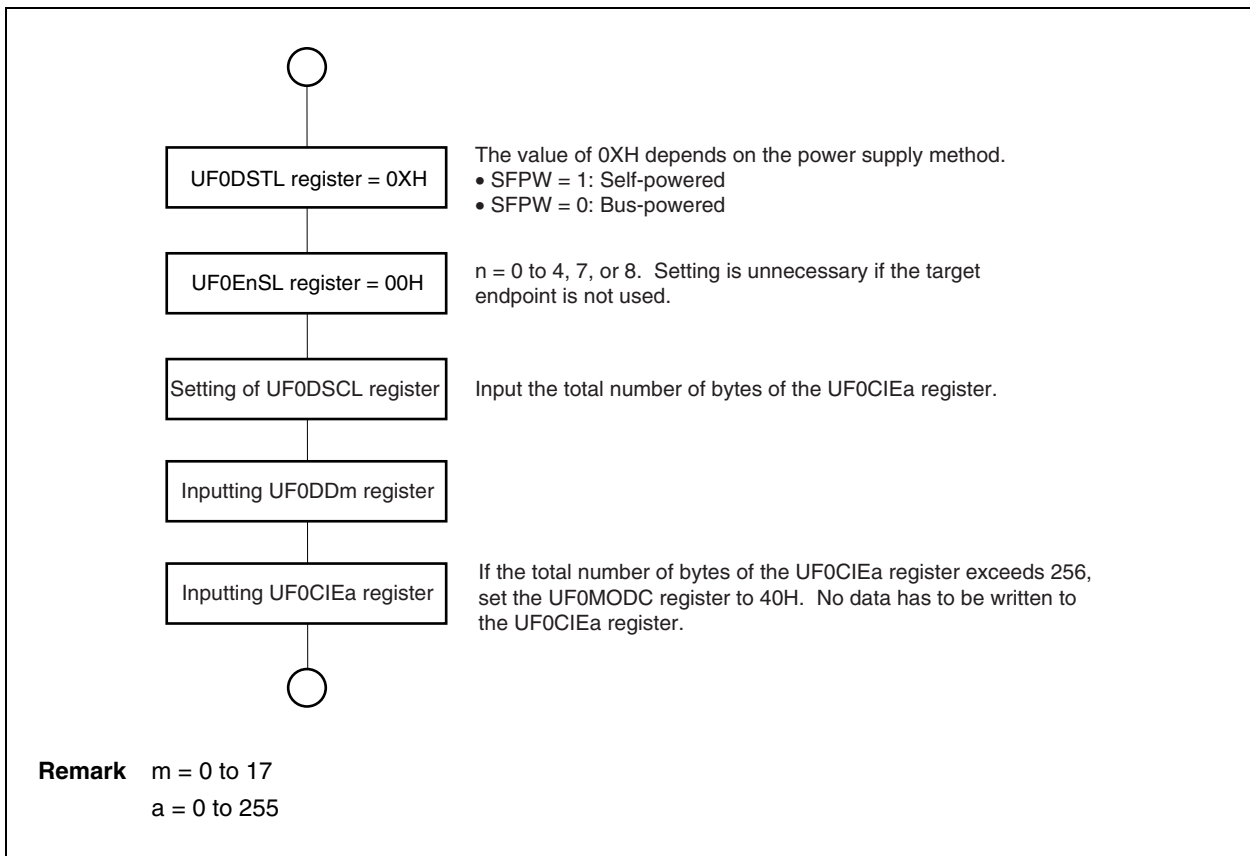 UF0DSTL register = 0XH
The value of 0XH depends on the power supply method.
• SFPW = 1: Self-powered
• SFPW = 0: Bus-powered
UF0EnSL register = 00H
n = 0 to 4, 7, or 8.  Setting is unnecessary if the target
endpoint is not used.
Setting of UF0DSCL register
Input the total number of bytes of the UF0CIEa register.
Inputting UF0DDm register
Inputting UF0CIEa register
If the total number of bytes of the UF0CIEa register exceeds 256,
set the UF0MODC register to 40H.  No data has to be written to
the UF0CIEa register.
Remark m = 0 to 17
a = 0 to 255